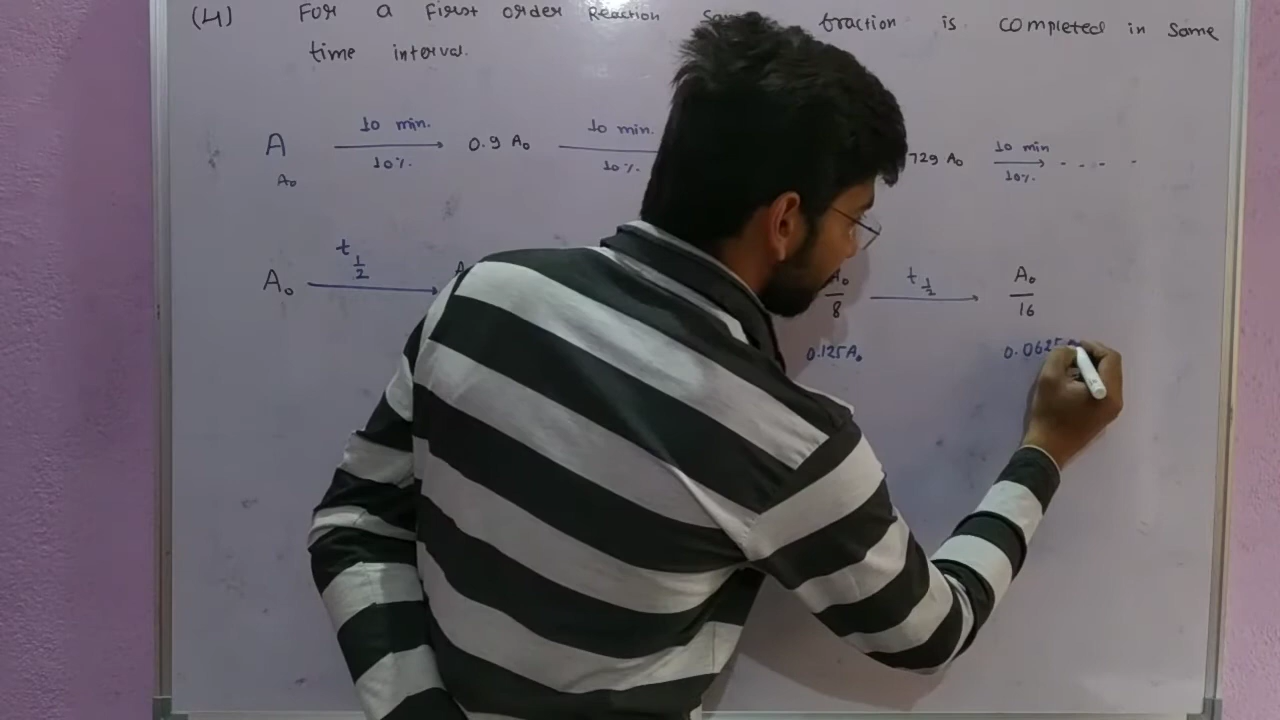 (4) For a First order Reaction fraction is completed in same
time interval.
10 min. 10 min. 10 min
A 0.9 A₀ 729 A₀ - - - -
10% 10% 10%
A₀
t½ t½
A₀ A₀/8 A₀/16
0.125A₀ 0.0625